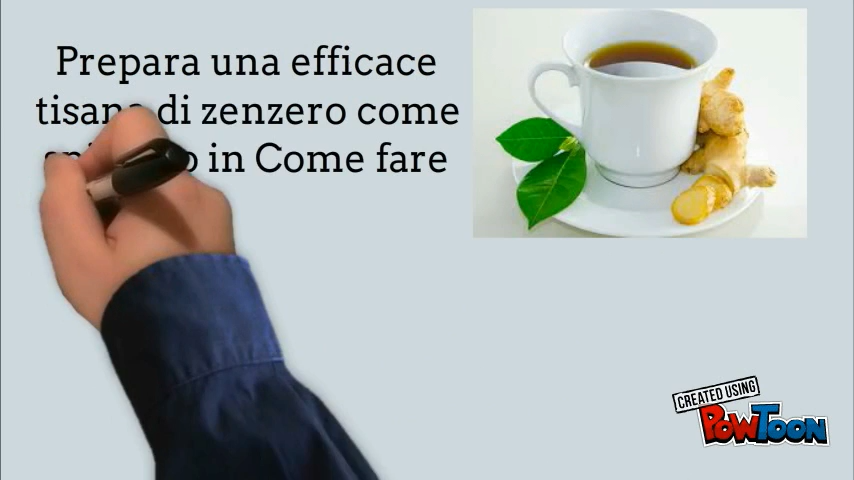 Prepara una efficace
di zenzero come
in Come fare
CREATED USING
POWTOON